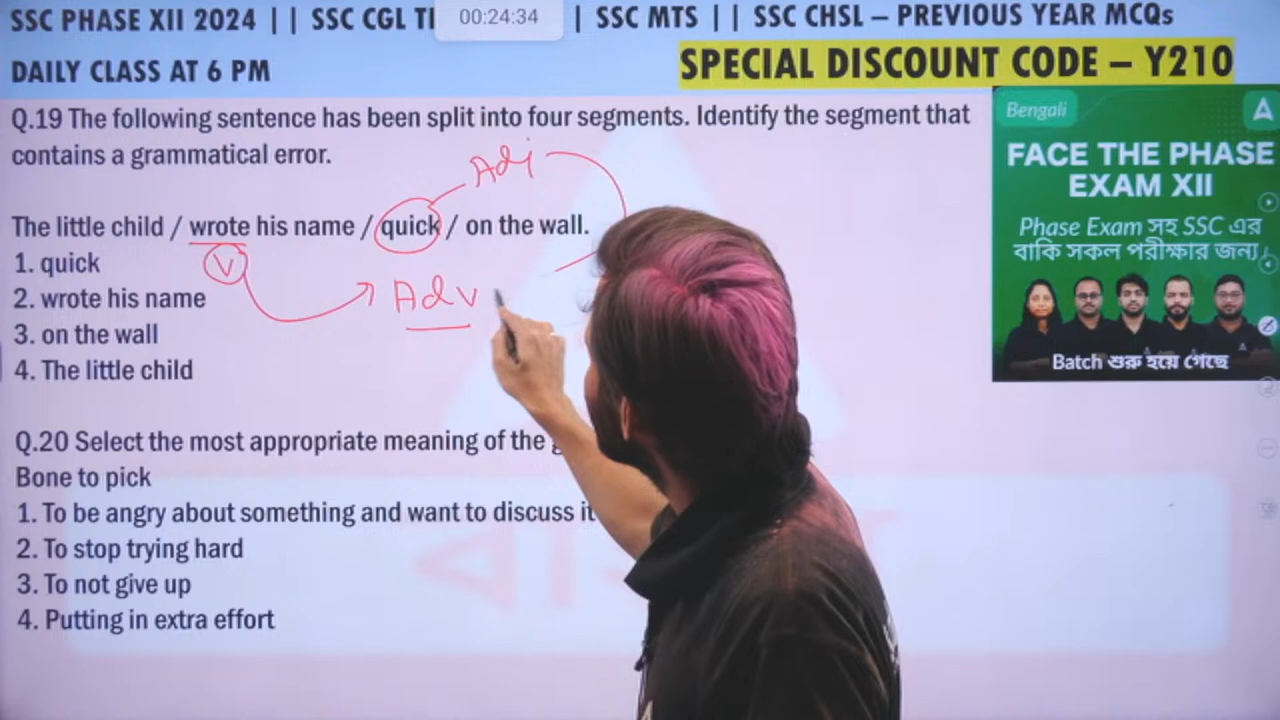 SSC PHASE XII 2024 || SSC CGL TI 00:24:34 | SSC MTS || SSC CHSL – PREVIOUS YEAR MCQs
DAILY CLASS AT 6 PM
SPECIAL DISCOUNT CODE – Y210
Q.19 The following sentence has been split into four segments. Identify the segment that
contains a grammatical error.
Adj
The little child / wrote his name / quick / on the wall.
1. quick
V
2. wrote his name
Adv
3. on the wall
4. The little child
Q.20 Select the most appropriate meaning of the
Bone to pick
1. To be angry about something and want to discuss it
2. To stop trying hard
3. To not give up
4. Putting in extra effort
Bengali
FACE THE PHASE
EXAM XII
Phase Exam সহ SSC এর
বাকি সকল পরীক্ষার জন্য
Batch শুরু হয়ে গেছে